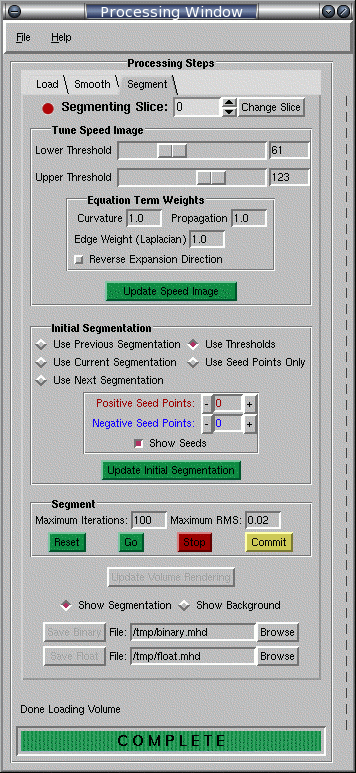 Processing Window
File Help
Processing Steps
Load Smooth Segment
Segmenting Slice: 0 Change Slice
Tune Speed Image
Lower Threshold 61
Upper Threshold 123
Equation Term Weights
Curvature 1.0 Propagation 1.0
Edge Weight (Laplacian) 1.0
Reverse Expansion Direction
Update Speed Image
Initial Segmentation
Use Previous Segmentation Use Thresholds
Use Current Segmentation Use Seed Points Only
Use Next Segmentation
Positive Seed Points: - 0 +
Negative Seed Points: - 0 +
Show Seeds
Update Initial Segmentation
Segment
Maximum Iterations: 100 Maximum RMS: 0.02
Reset Go Stop Commit
Update Volume Rendering
Show Segmentation Show Background
Save Binary File: /tmp/binary.mhd Browse
Save Float File: /tmp/float.mhd Browse
Done Loading Volume
COMPLETE